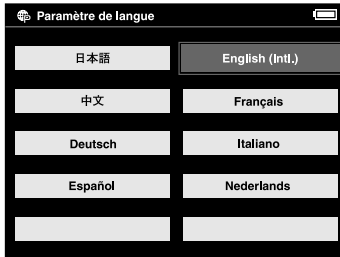 Paramètre de langue
日本語
English (Intl.)
中文
Français
Deutsch
Italiano
Español
Nederlands